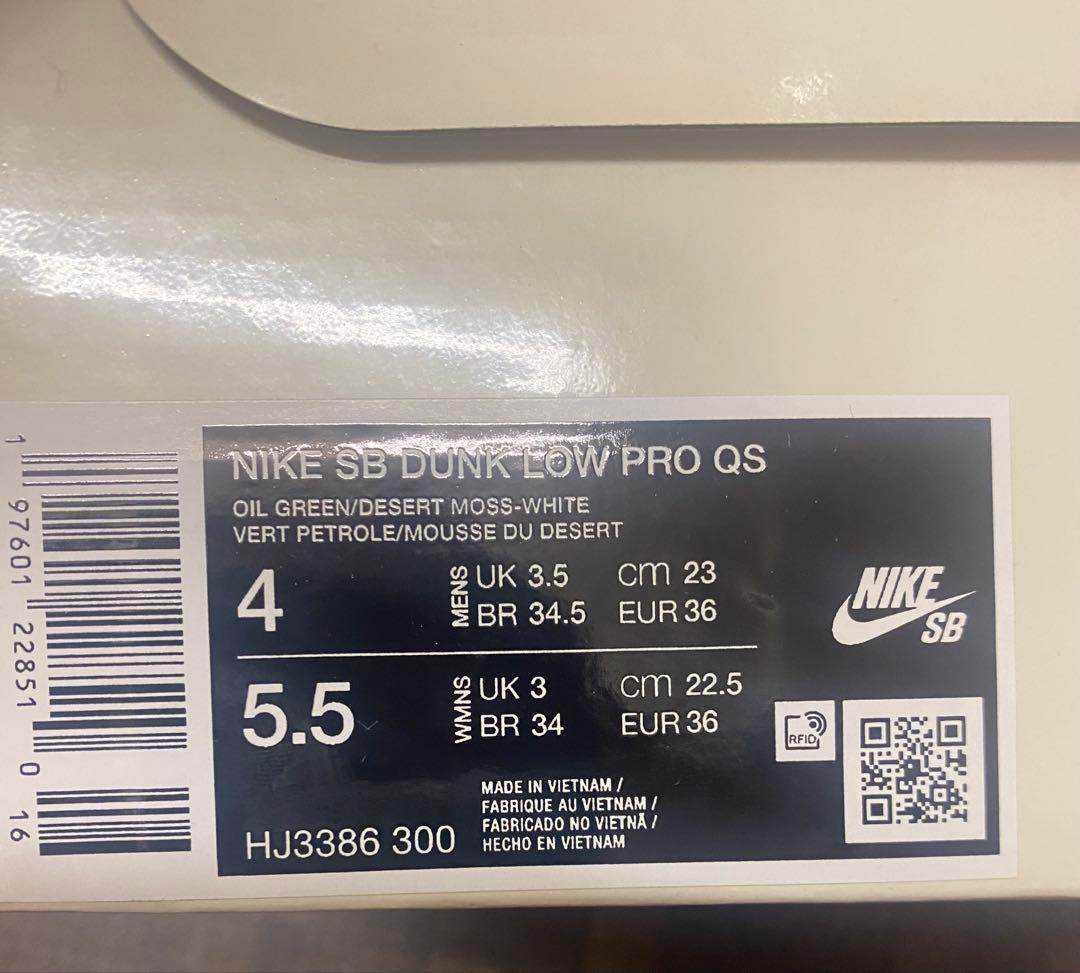 NIKE SB DUNK LOW PRO QS
OIL GREEN/DESERT MOSS-WHITE
VERT PETROLE/MOUSSE DU DESERT
4
MENS
UK 3.5 cm 23
BR 34.5 EUR 36
5.5
WMNS
UK 3 cm 22.5
BR 34 EUR 36
NIKE
SB
RFID
MADE IN VIETNAM /
FABRIQUE AU VIETNAM /
FABRICADO NO VIETNÃ /
HECHO EN VIETNAM
HJ3386 300
1 97601 22851 0 16